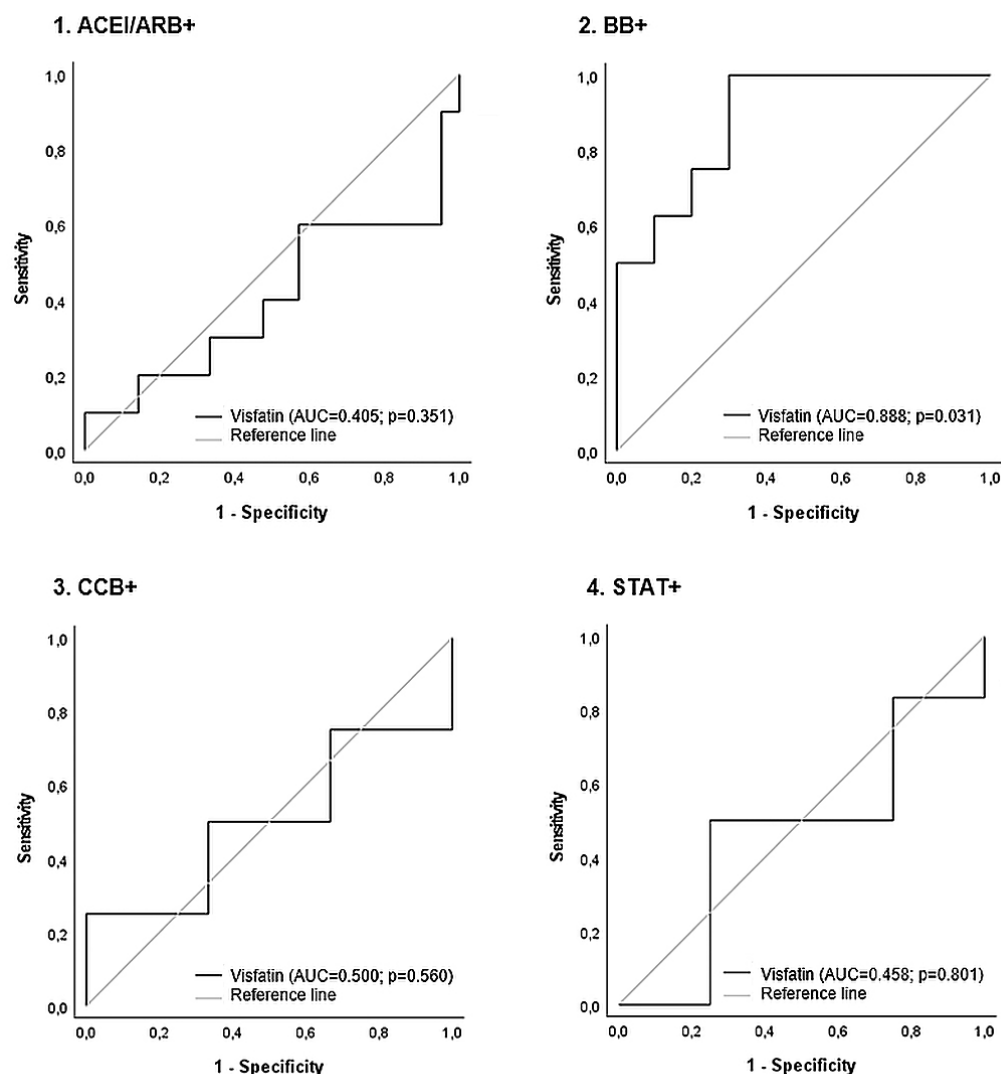 1. ACEI/ARB+
1,0
0,8
0,6
0,4
0,2
0,0
Sensitivity
Visfatin (AUC=0.405; p=0.351)
Reference line
0,0 0,2 0,4 0,6 0,8 1,0
1 - Specificity
2. BB+
1,0
0,8
0,6
0,4
0,2
0,0
Sensitivity
Visfatin (AUC=0.888; p=0.031)
Reference line
0,0 0,2 0,4 0,6 0,8 1,0
1 - Specificity
3. CCB+
1,0
0,8
0,6
0,4
0,2
0,0
Sensitivity
Visfatin (AUC=0.500; p=0.560)
Reference line
0,0 0,2 0,4 0,6 0,8 1,0
1 - Specificity
4. STAT+
1,0
0,8
0,6
0,4
0,2
0,0
Sensitivity
Visfatin (AUC=0.458; p=0.801)
Reference line
0,0 0,2 0,4 0,6 0,8 1,0
1 - Specificity